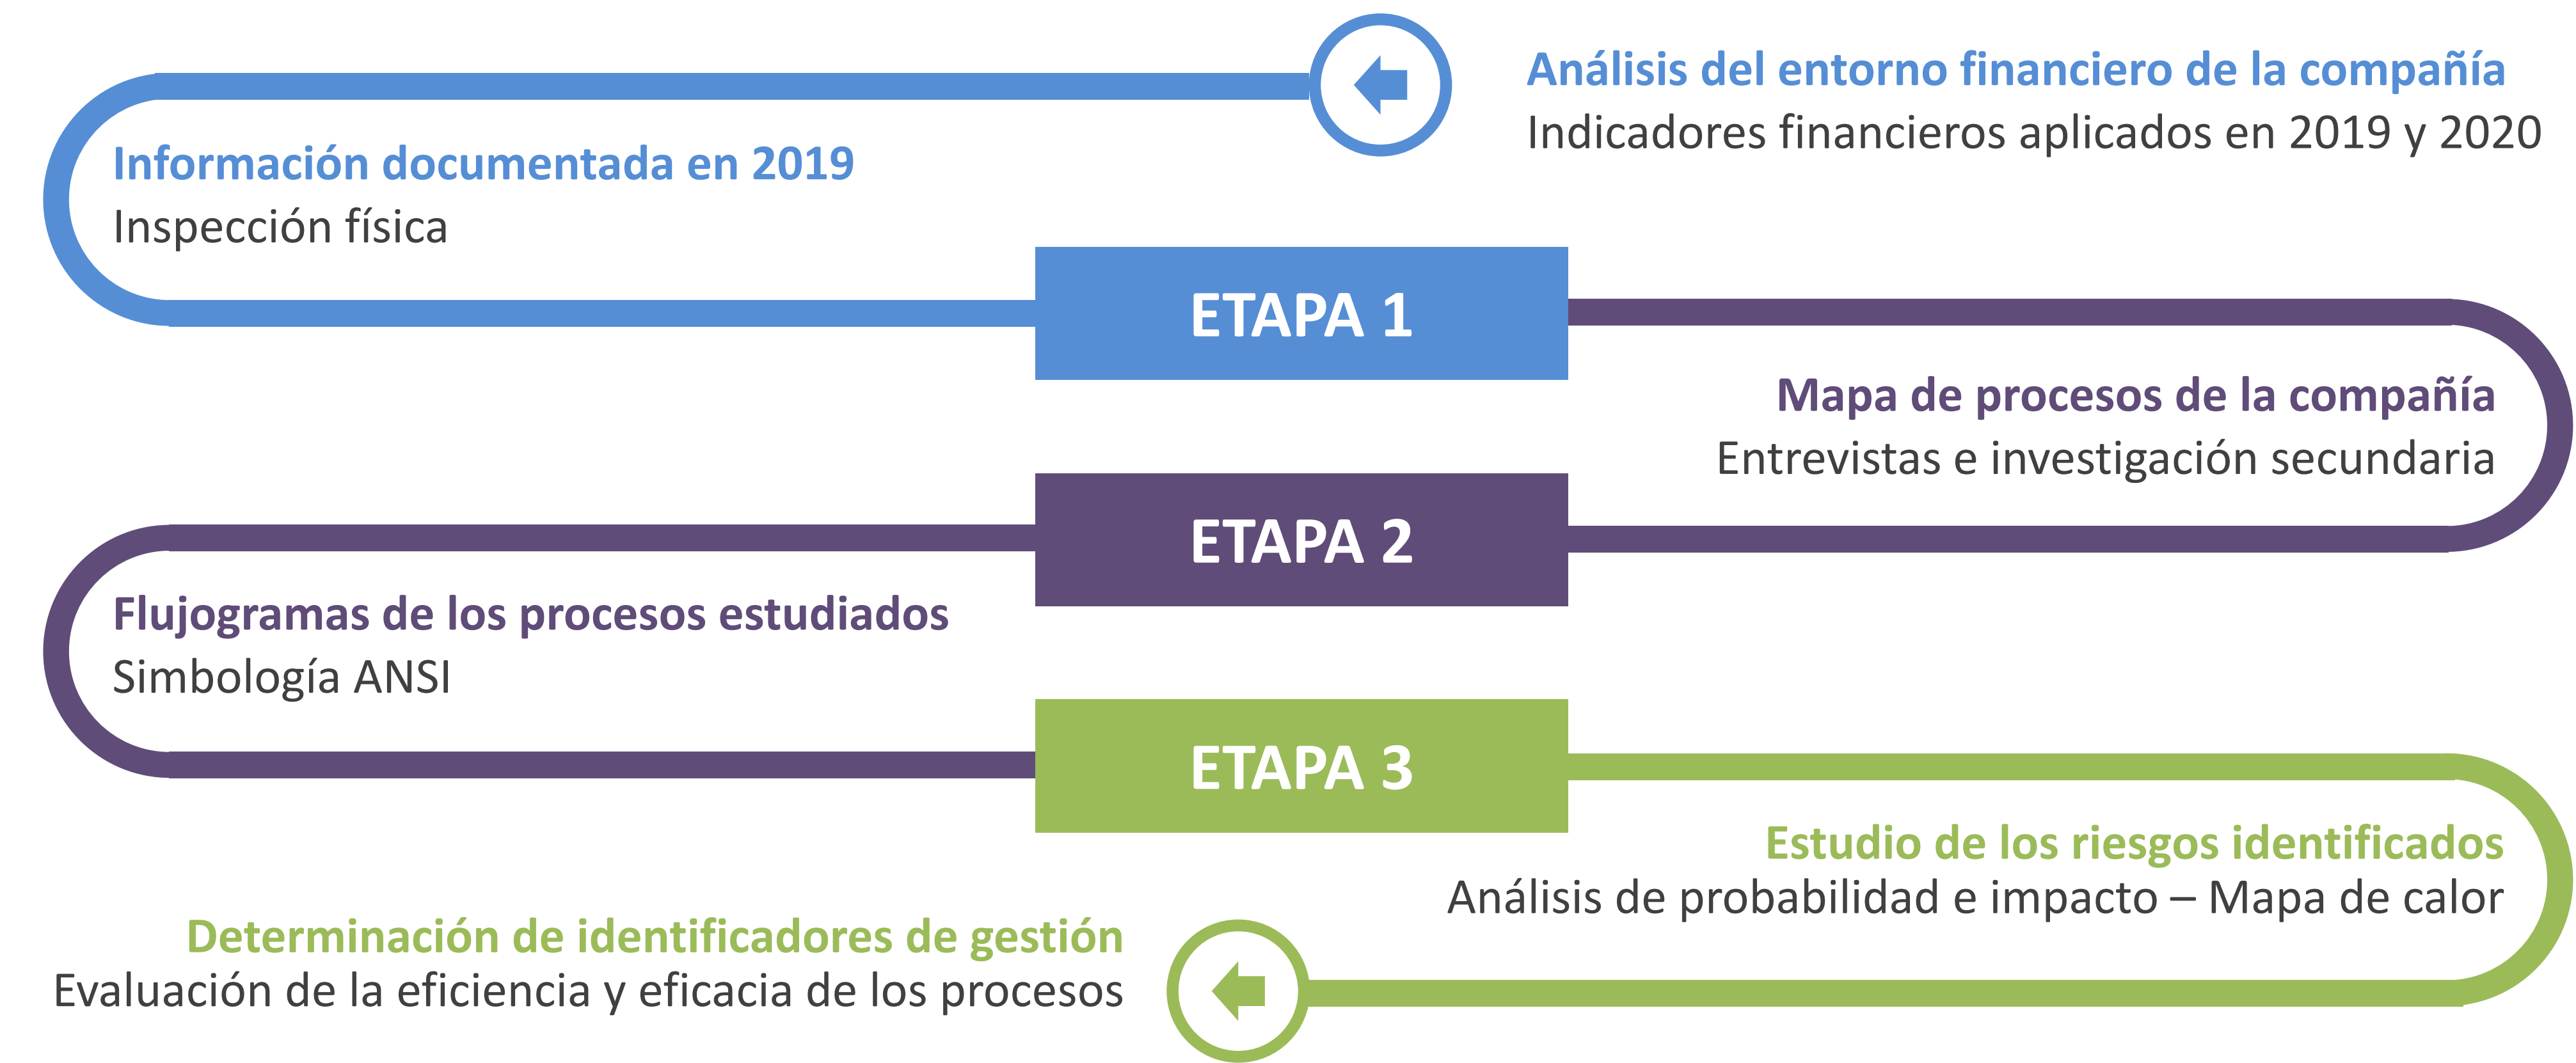 Análisis del entorno financiero de la compañía
Indicadores financieros aplicados en 2019 y 2020
Información documentada en 2019
Inspección física
ETAPA 1
Mapa de procesos de la compañía
Entrevistas e investigación secundaria
ETAPA 2
Flujogramas de los procesos estudiados
Simbología ANSI
ETAPA 3
Estudio de los riesgos identificados
Análisis de probabilidad e impacto – Mapa de calor
Determinación de identificadores de gestión
Evaluación de la eficiencia y eficacia de los procesos